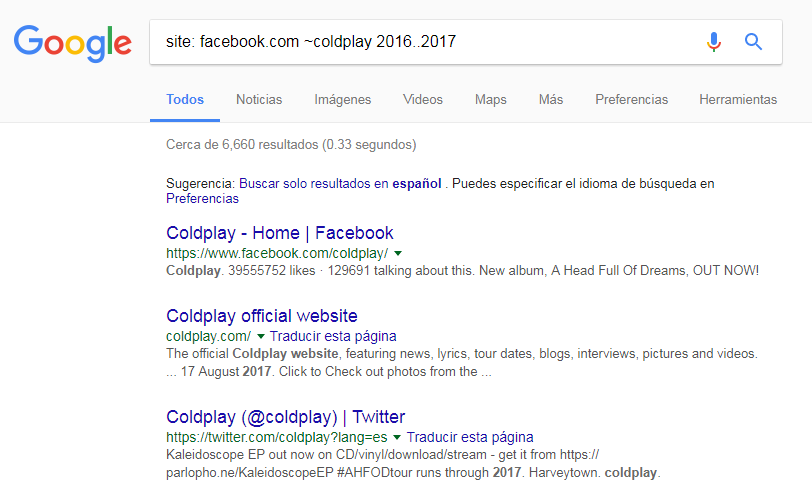 Google
site: facebook.com ~coldplay 2016..2017
Todos Noticias Imágenes Videos Maps Más Preferencias Herramientas
Cerca de 6,660 resultados (0.33 segundos)
Sugerencia: Buscar solo resultados en español . Puedes especificar el idioma de búsqueda en
Preferencias
Coldplay - Home | Facebook
https://www.facebook.com/coldplay/
Coldplay. 39555752 likes · 129691 talking about this. New album, A Head Full Of Dreams, OUT NOW!
Coldplay official website
coldplay.com/ Traducir esta página
The official Coldplay website, featuring news, lyrics, tour dates, blogs, interviews, pictures and videos.
... 17 August 2017. Click to Check out photos from the ...
Coldplay (@coldplay) | Twitter
https://twitter.com/coldplay?lang=es Traducir esta página
Kaleidoscope EP out now on CD/vinyl/download/stream - get it from https://
parlopho.ne/KaleidoscopeEP #AHFODtour runs through 2017. Harveytown. coldplay.